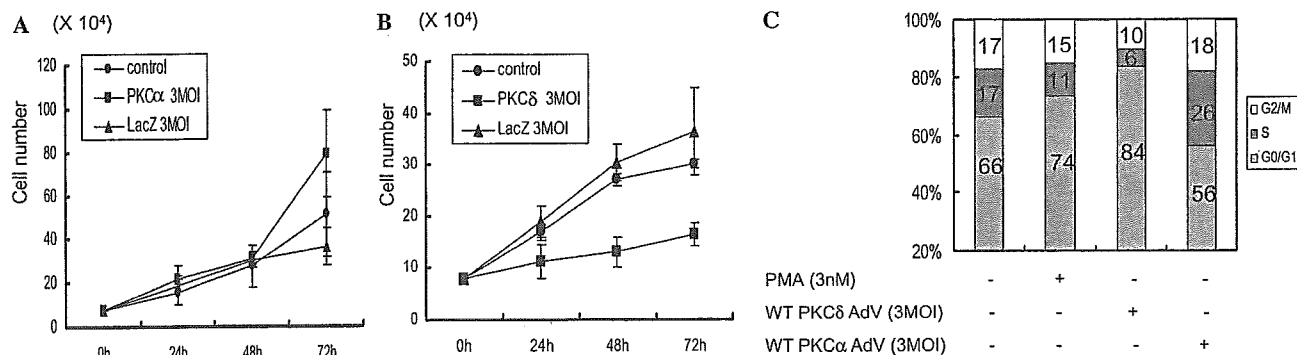 A (X 10⁴)
control
PKCα 3MOI
LacZ 3MOI
Cell number
120
100
80
60
40
20
0
0h 24h 48h 72h
B (X 10⁴)
control
PKCδ 3MOI
LacZ 3MOI
Cell number
50
40
30
20
10
0
0h 24h 48h 72h
C
100%
80%
60%
40%
20%
17 15 10 18
17 11 6 26
66 74 84 56
G2/M
S
G0/G1
PMA (3nM) - + - -
WT PKCδ AdV (3MOI) - - + -
WT PKCα AdV (3MOI) - - - +